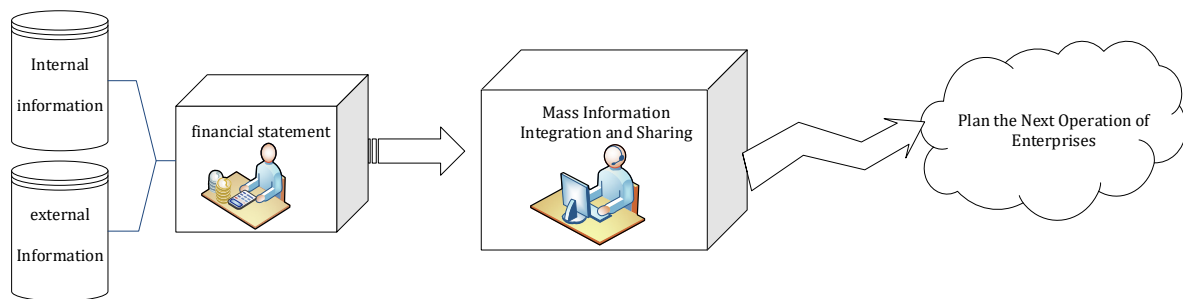 Internal
information
external
Information
financial statement
Mass Information
Integration and Sharing
Plan the Next Operation of
Enterprises